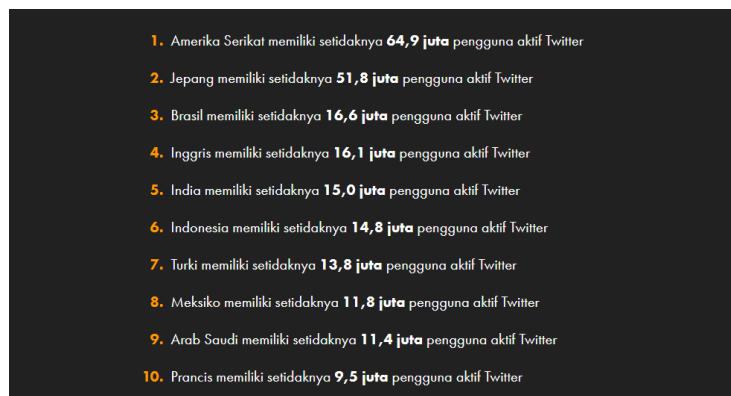 1. Amerika Serikat memiliki setidaknya 64,9 juta pengguna aktif Twitter
2. Jepang memiliki setidaknya 51,8 juta pengguna aktif Twitter
3. Brasil memiliki setidaknya 16,6 juta pengguna aktif Twitter
4. Inggris memiliki setidaknya 16,1 juta pengguna aktif Twitter
5. India memiliki setidaknya 15,0 juta pengguna aktif Twitter
6. Indonesia memiliki setidaknya 14,8 juta pengguna aktif Twitter
7. Turki memiliki setidaknya 13,8 juta pengguna aktif Twitter
8. Meksiko memiliki setidaknya 11,8 juta pengguna aktif Twitter
9. Arab Saudi memiliki setidaknya 11,4 juta pengguna aktif Twitter
10. Prancis memiliki setidaknya 9,5 juta pengguna aktif Twitter